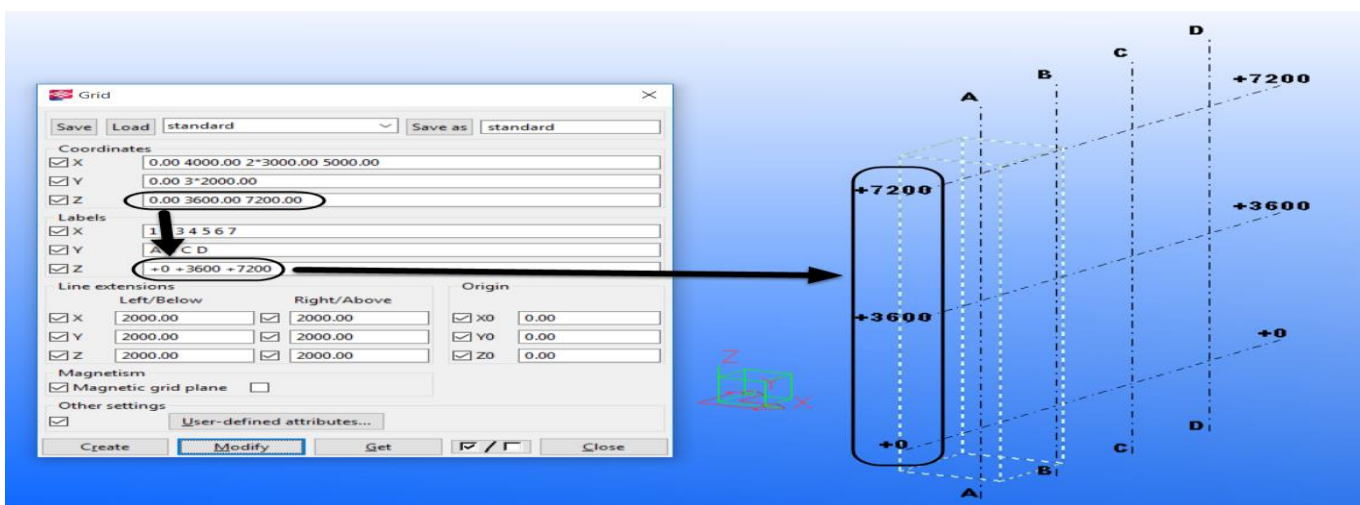 Grid
Save Load standard Save as standard
Coordinates
X 0.00 4000.00 2*3000.00 5000.00
Y 0.00 3*2000.00
Z 0.00 3600.00 7200.00
Labels
X 1 3 4 5 6 7
Y A C D
Z +0 +3600 +7200
Line extensions Origin
Left/Below Right/Above
X 2000.00 2000.00 X0 0.00
Y 2000.00 2000.00 Y0 0.00
Z 2000.00 2000.00 Z0 0.00
Magnetism
Magnetic grid plane
Other settings
User-defined attributes...
Create Modify Get / Close
D
C
B
A
+7200
+7200
+3600
+3600
+0
+0
Z
Y
X
D
C
B
A